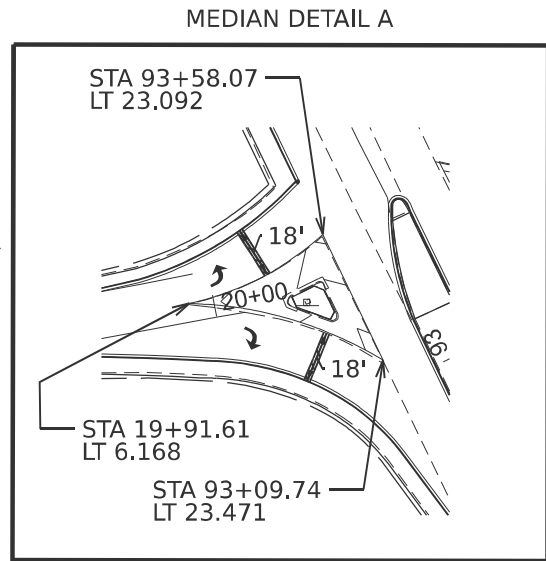 MEDIAN DETAIL A
STA 93+58.07
LT 23.092
18'
20+00
93
18'
STA 19+91.61
LT 6.168
STA 93+09.74
LT 23.471